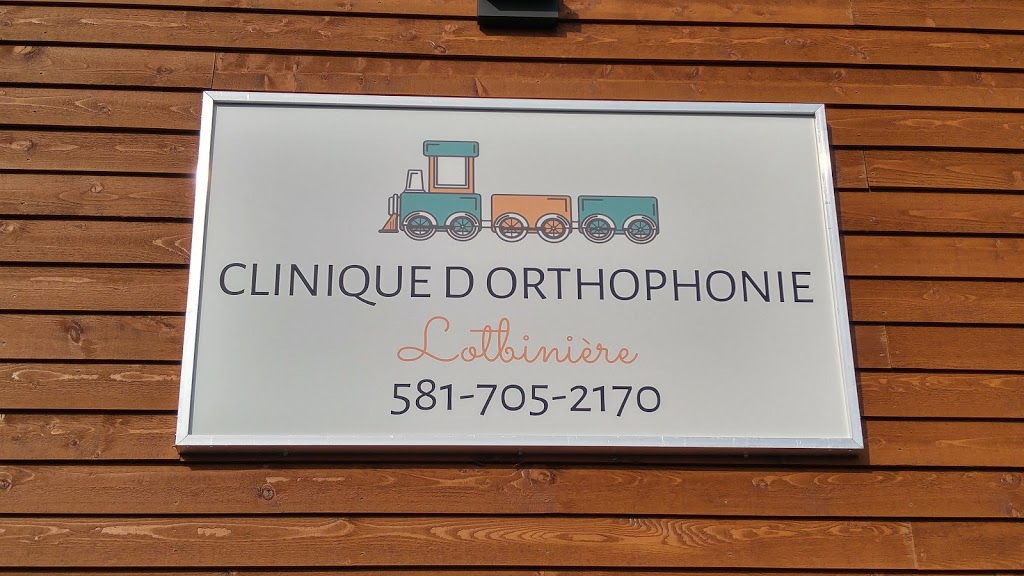 CLINIQUE D ORTHOPHONIE
Lotbinière
581-705-2170